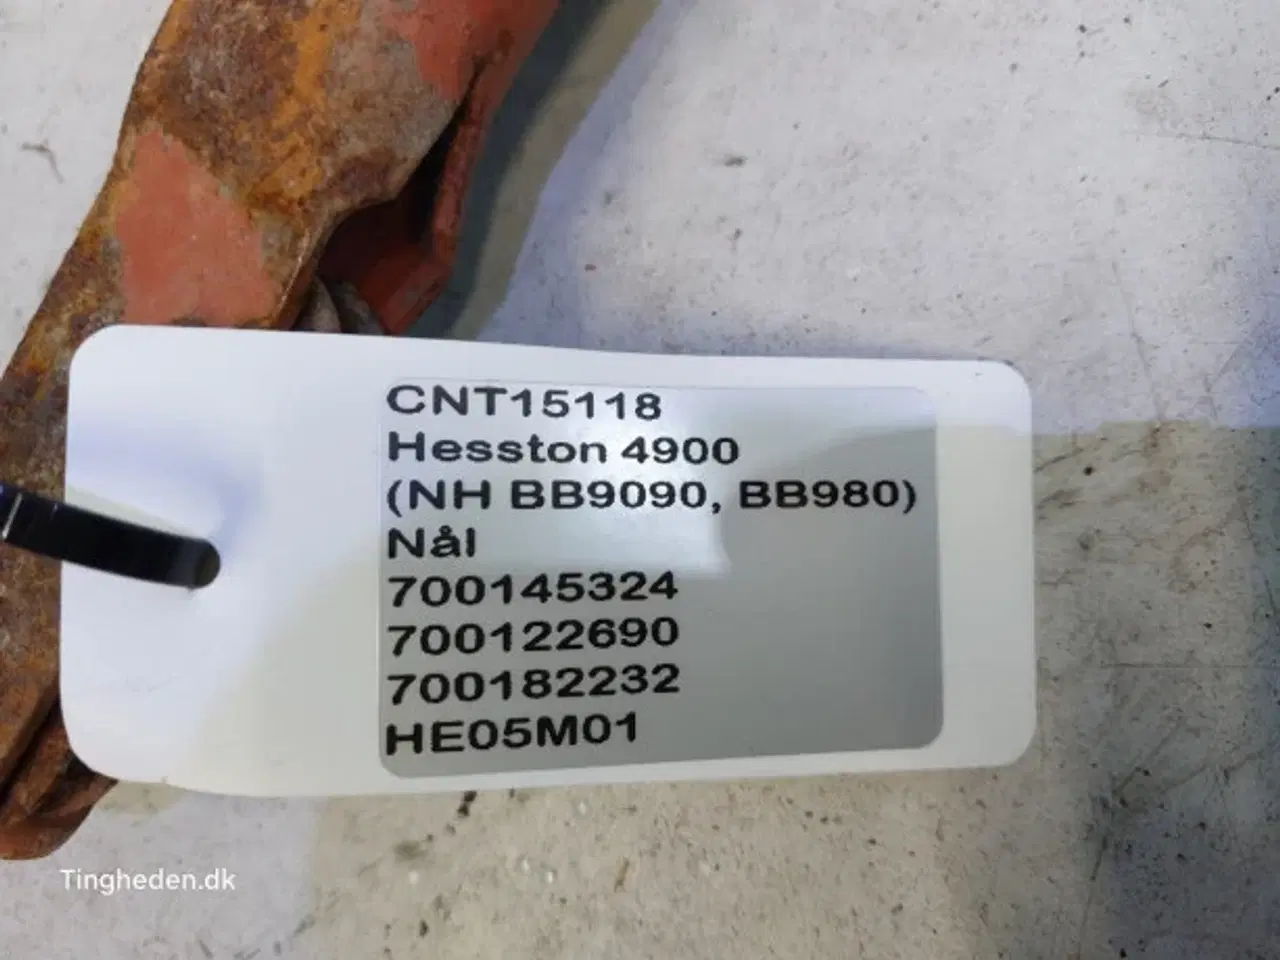 CNT15118
Hesston 4900
(NH BB9090, BB980)
Nål
700145324
700122690
700182232
HE05M01
Tingheden.dk